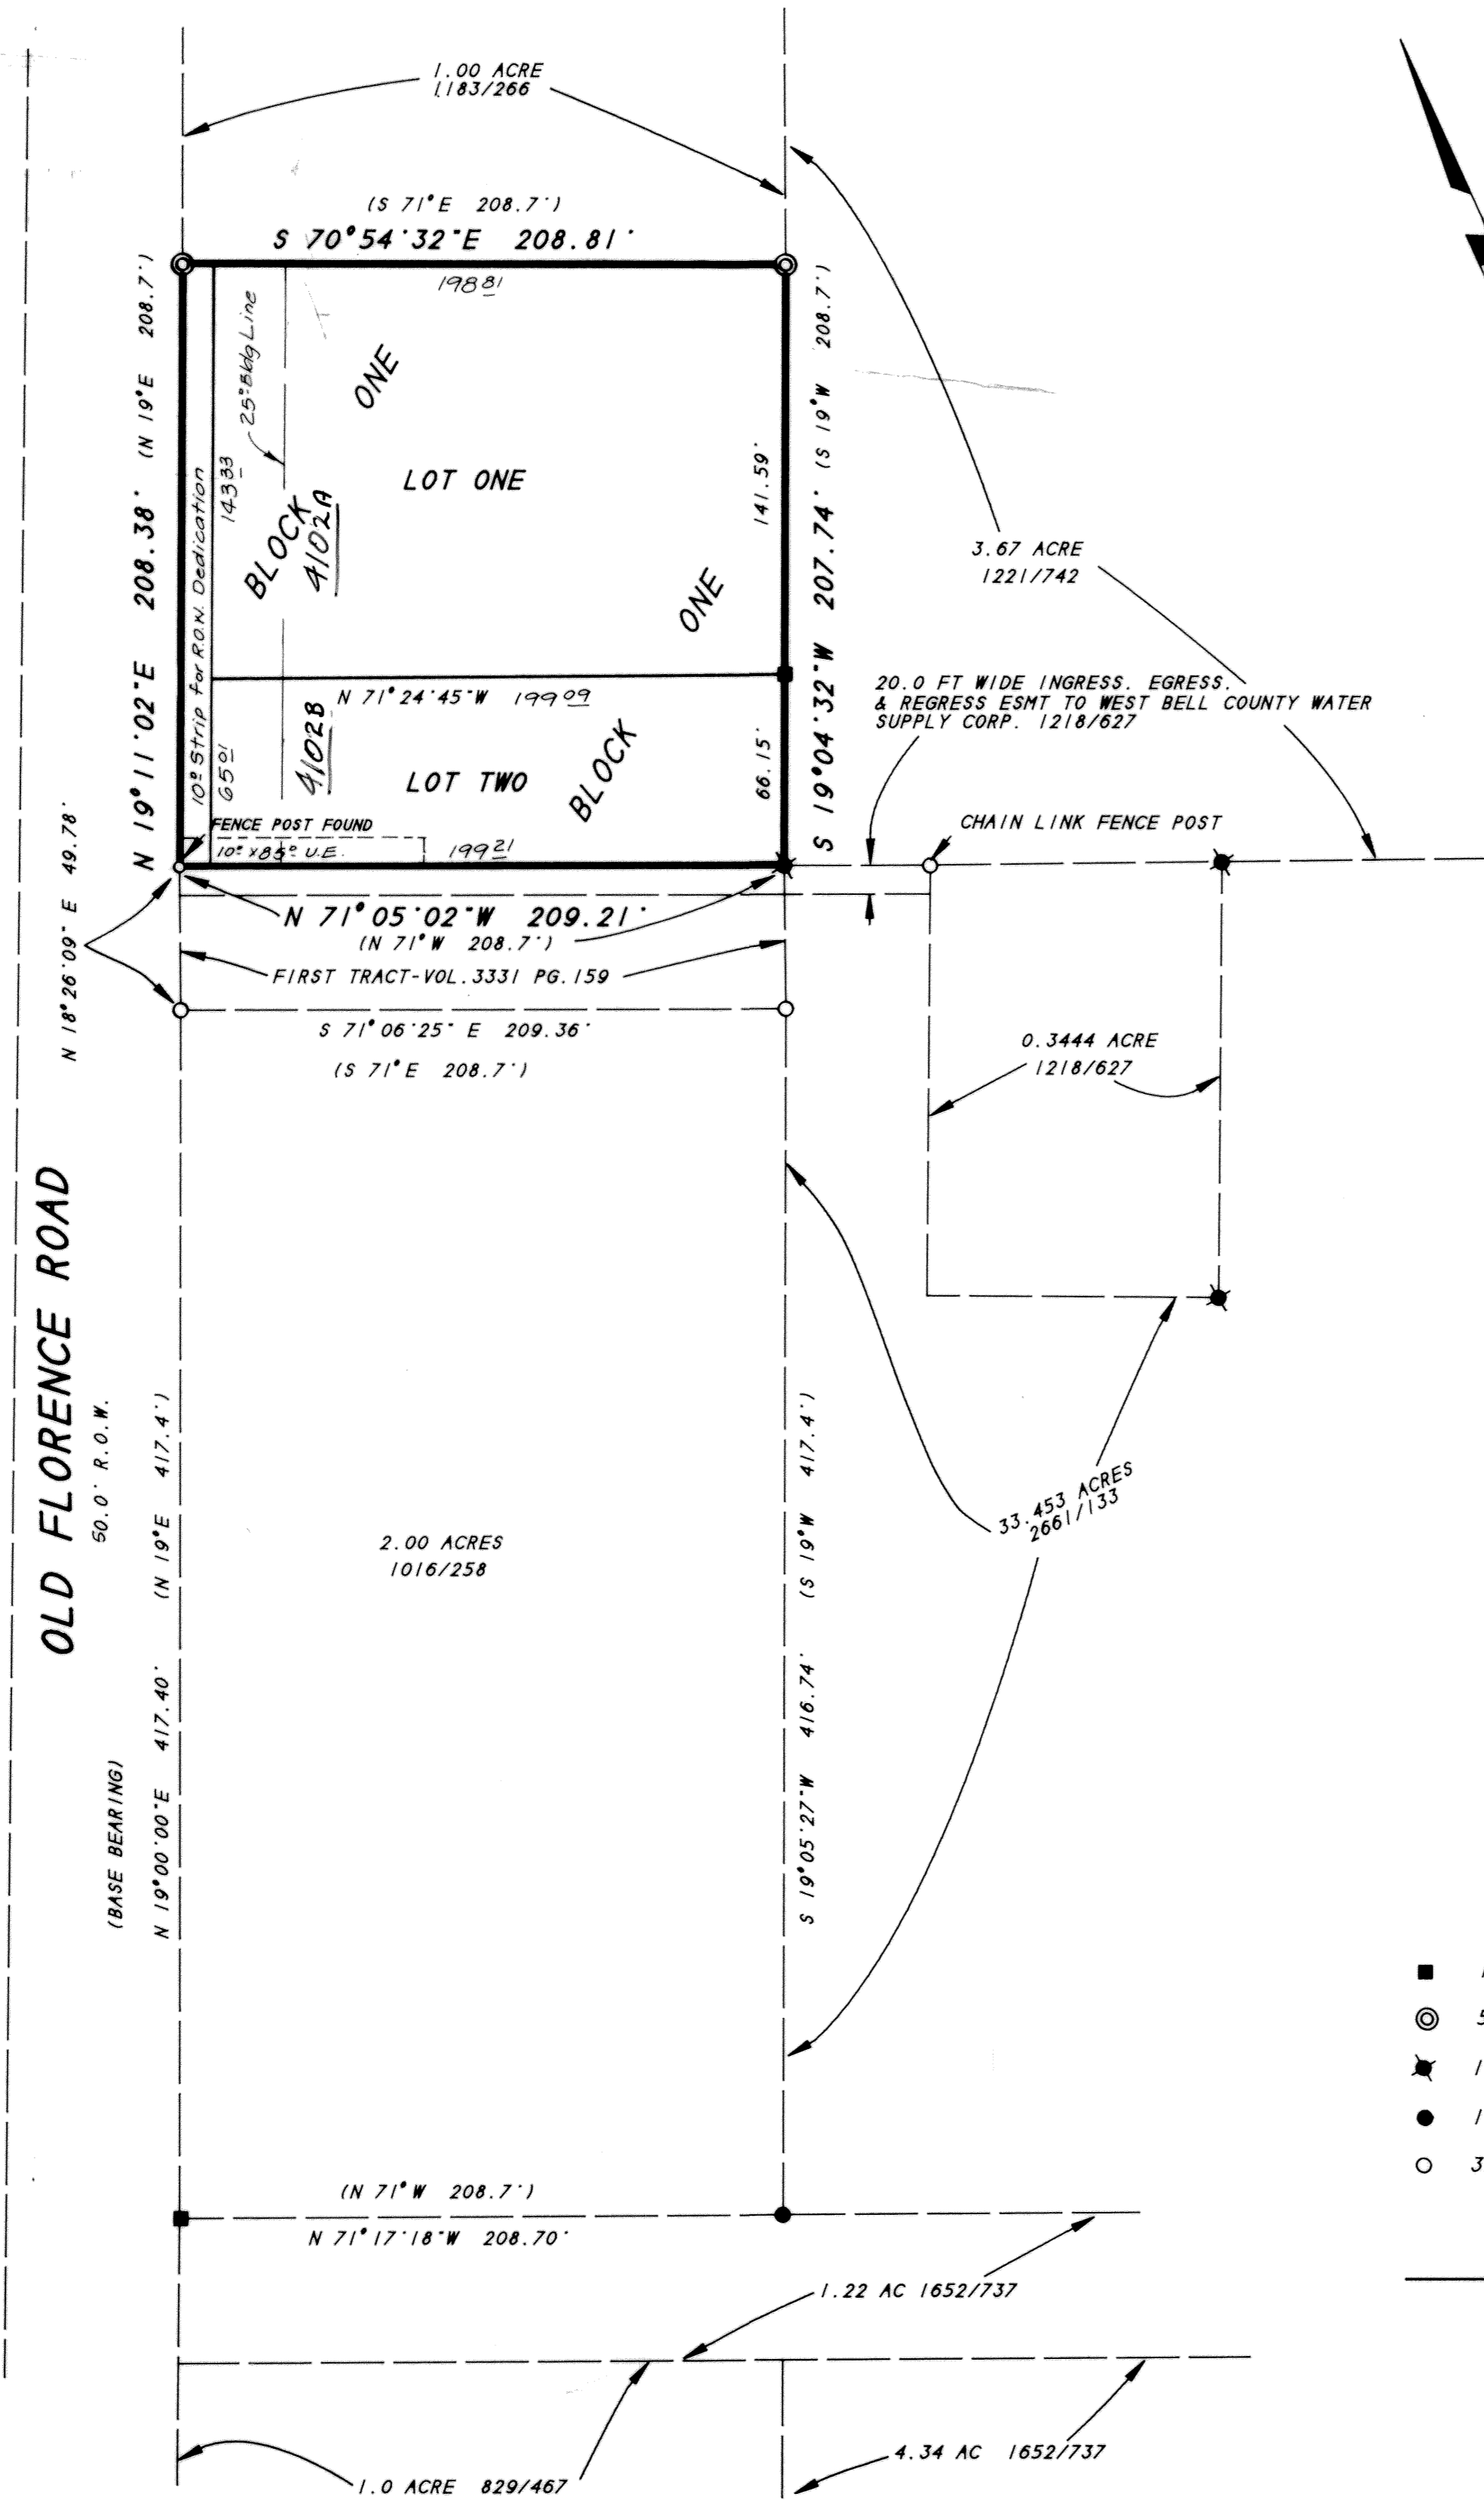 1.00 ACRE
1183/266
(S 71°E 208.7')
S 70°54'32"E 208.81'
198 81
(N 19°E 208.7')
N 19°11'02"E 208.38'
10° Strip for R.O.W. Dedication
143 33
25° Bldg Line
BLOCK
ONE
4102A
LOT ONE
141.59'
(S 19°W 208.7')
S 19°04'32"W 207.74'
3.67 ACRE
1221/742
N 71°24'45"W 199 09
65 01
4102B
LOT TWO
BLOCK
ONE
66.15'
20.0 FT WIDE INGRESS. EGRESS.
& REGRESS ESMT TO WEST BELL COUNTY WATER
SUPPLY CORP. 1218/627
FENCE POST FOUND
10° x 85° U.E.
199 21
CHAIN LINK FENCE POST
N 18°26'09" E 49.78'
N 71°05'02"W 209.21'
(N 71°W 208.7')
FIRST TRACT-VOL.3331 PG.159
S 71°06'25" E 209.36'
(S 71°E 208.7')
0.3444 ACRE
1218/627
OLD FLORENCE ROAD
50.0' R.O.W.
(N 19°E 417.4')
N 19°00'00"E 417.40'
(BASE BEARING)
2.00 ACRES
1016/258
(S 19°W 417.4')
S 19°05'27"W 416.74'
33.453 ACRES
2661/133
(N 71°W 208.7')
N 71°17'18"W 208.70'
1.22 AC 1652/737
4.34 AC 1652/737
1.0 ACRE 829/467